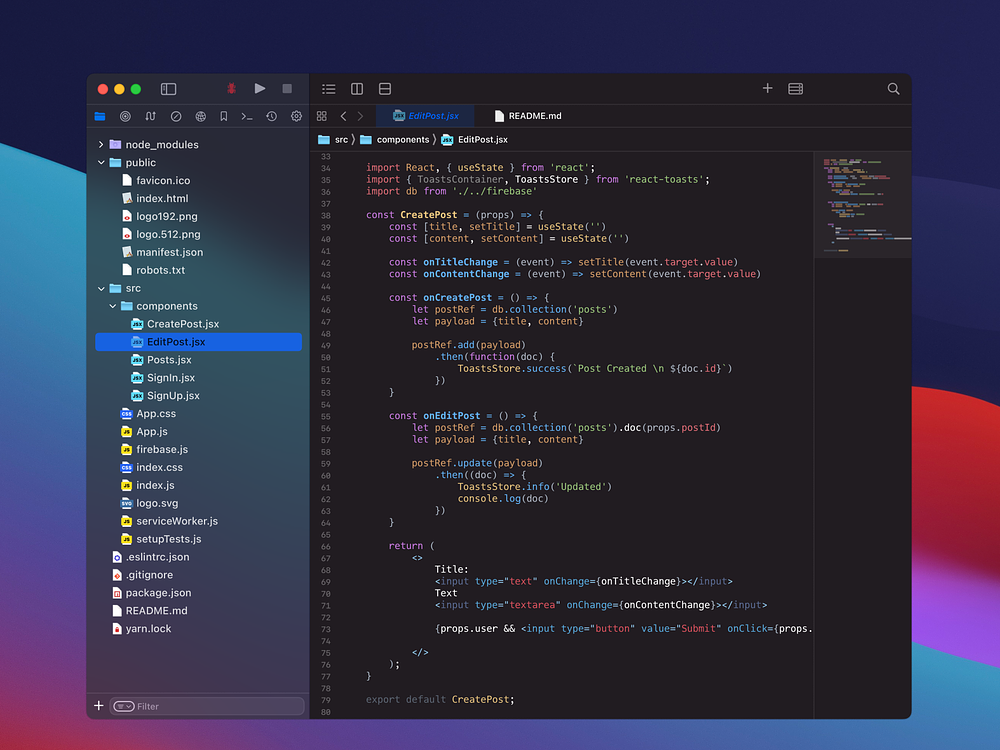 EditPost.jsx
README.md
src
components
EditPost.jsx
node_modules
public
favicon.ico
index.html
logo192.png
logo.512.png
manifest.json
robots.txt
src
components
CreatePost.jsx
EditPost.jsx
Posts.jsx
SignIn.jsx
SignUp.jsx
App.css
App.js
firebase.js
index.css
index.js
logo.svg
serviceWorker.js
setupTests.js
.eslintrc.json
.gitignore
package.json
README.md
yarn.lock
Filter
33
34 import React, { useState } from 'react';
35 import { ToastsContainer, ToastsStore } from 'react-toasts';
36 import db from './../firebase'
37
38 const CreatePost = (props) => {
39 const [title, setTitle] = useState('')
40 const [content, setContent] = useState('')
41
42 const onTitleChange = (event) => setTitle(event.target.value)
43 const onContentChange = (event) => setContent(event.target.value)
44
45 const onCreatePost = () => {
46 let postRef = db.collection('posts')
47 let payload = {title, content}
48
49 postRef.add(payload)
50 .then(function(doc) {
51 ToastsStore.success(`Post Created \n ${doc.id}`)
52 })
53 }
54
55 const onEditPost = () => {
56 let postRef = db.collection('posts').doc(props.postId)
57 let payload = {title, content}
58
59 postRef.update(payload)
60 .then((doc) => {
61 ToastsStore.info('Updated')
62 console.log(doc)
63 })
64 }
65
66 return (
67 <>
68 Title:
69 <input type="text" onChange={onTitleChange}></input>
70 Text
71 <input type="textarea" onChange={onContentChange}></input>
72
73 {props.user && <input type="button" value="Submit" onClick={props.
74
75 </>
76 );
77 }
78
79 export default CreatePost;
80